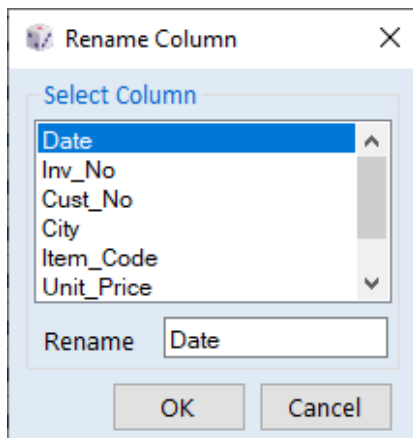 Rename Column
Select Column
Date
Inv_No
Cust_No
City
Item_Code
Unit_Price
Rename Date
OK Cancel